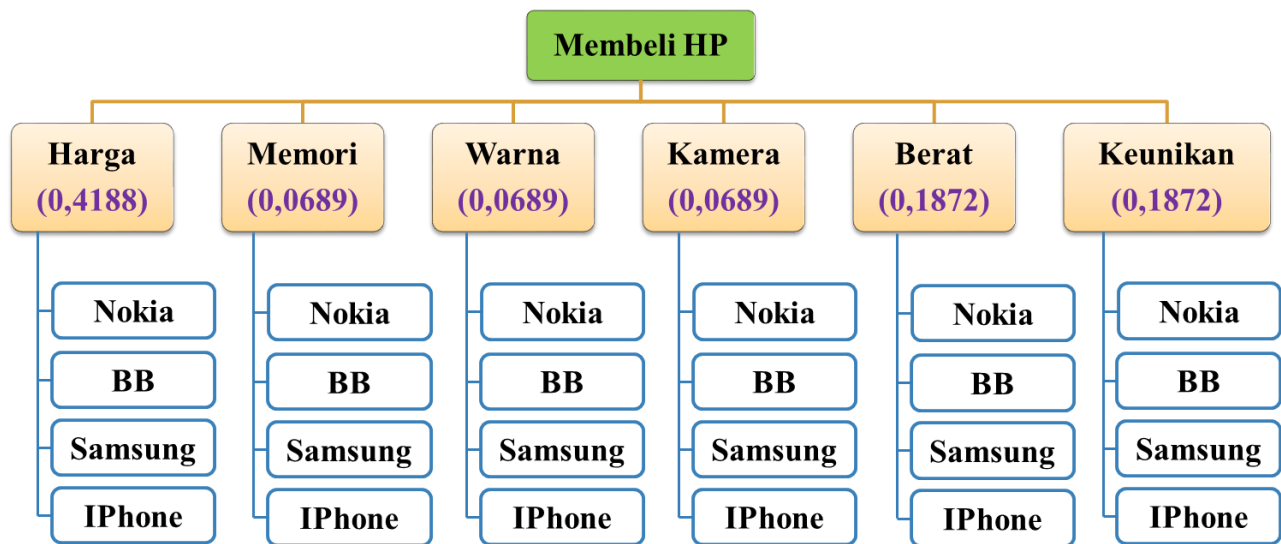 Membeli HP
Harga
(0,4188)
Memori
(0,0689)
Warna
(0,0689)
Kamera
(0,0689)
Berat
(0,1872)
Keunikan
(0,1872)
Nokia
BB
Samsung
IPhone
Nokia
BB
Samsung
IPhone
Nokia
BB
Samsung
IPhone
Nokia
BB
Samsung
IPhone
Nokia
BB
Samsung
IPhone
Nokia
BB
Samsung
IPhone